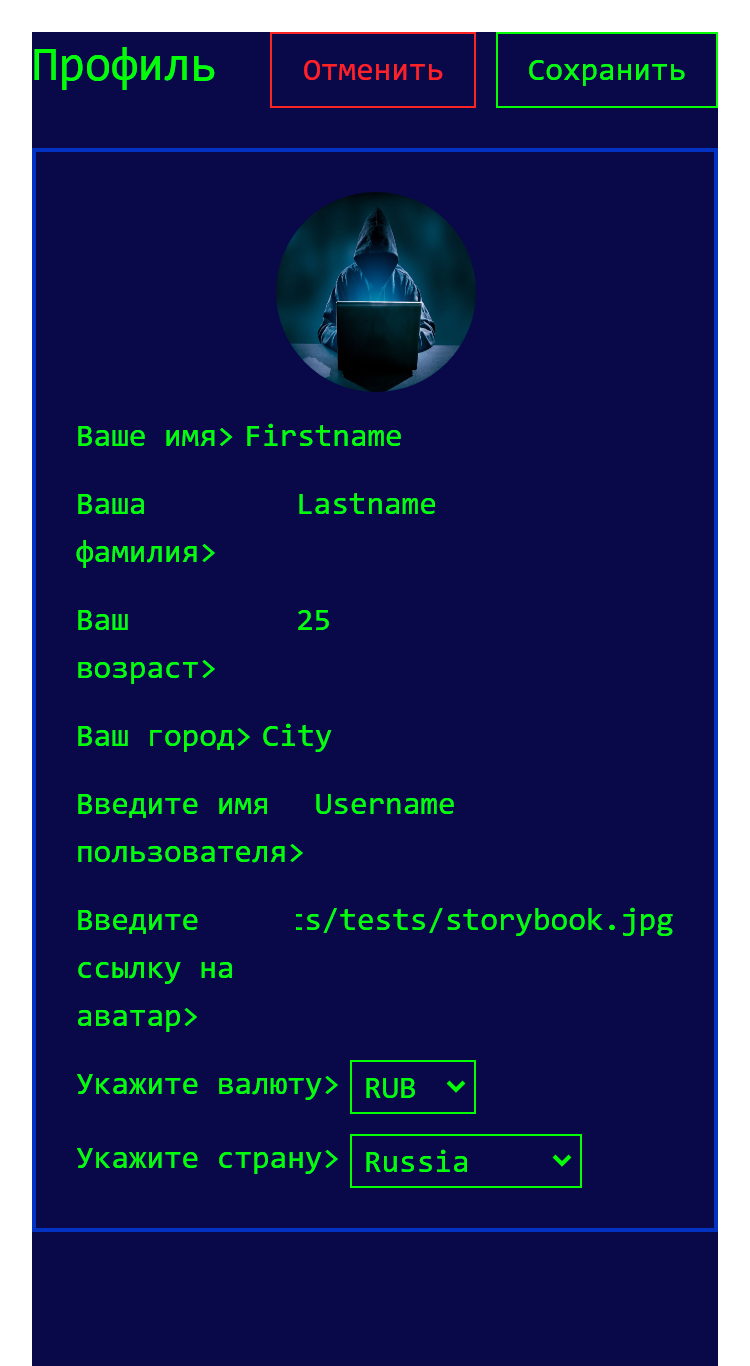 Профиль Отменить Сохранить
Ваше имя> Firstname
Ваша Lastname
фамилия>
Ваш 25
возраст>
Ваш город> City
Введите имя Username
пользователя>
Введите s/tests/storybook.jpg
ссылку на
аватар>
Укажите валюту> RUB
Укажите страну> Russia